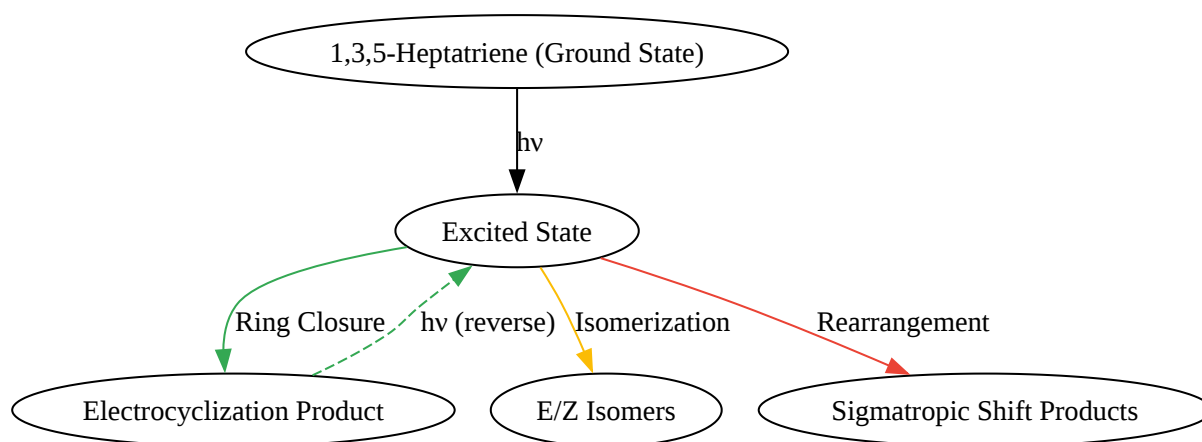 1,3,5-Heptatriene (Ground State)
hν
Excited State
Ring Closure
hν (reverse)
Isomerization
Rearrangement
Electrocyclization Product
E/Z Isomers
Sigmatropic Shift Products